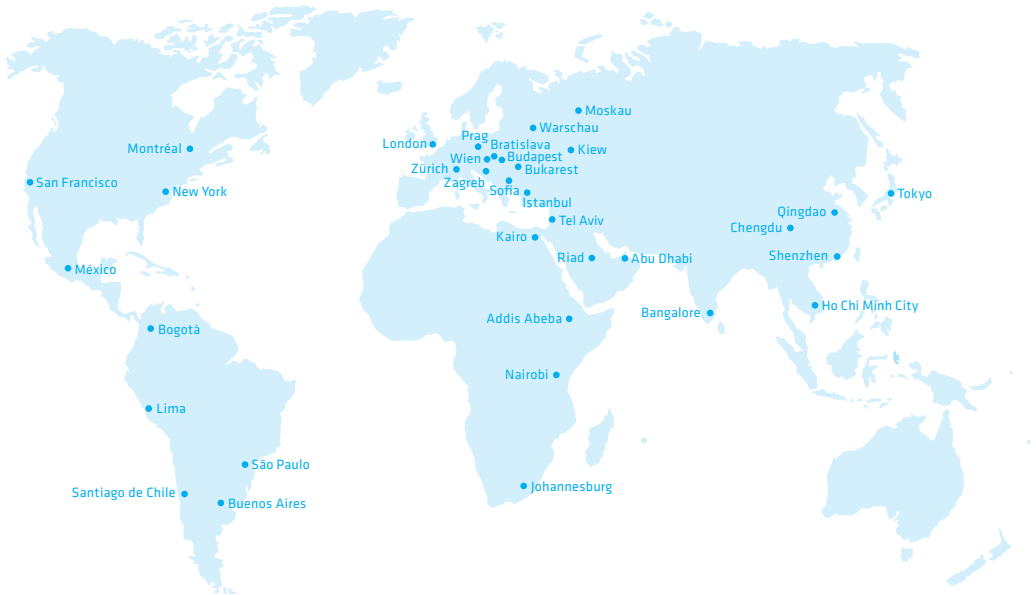 Moskau
Warschau
Prag
London
Bratislava
Montréal
Kiew
Wien
Budapest
Zürich
Bukarest
San Francisco
Zagreb
Sofia
New York
Tokyo
Istanbul
Qingdao
Tel Aviv
Chengdu
Kairo
Shenzhen
Riad
Abu Dhabi
México
Ho Chi Minh City
Bangalore
Addis Abeba
Bogotà
Nairobi
Lima
São Paulo
Johannesburg
Santiago de Chile
Buenos Aires